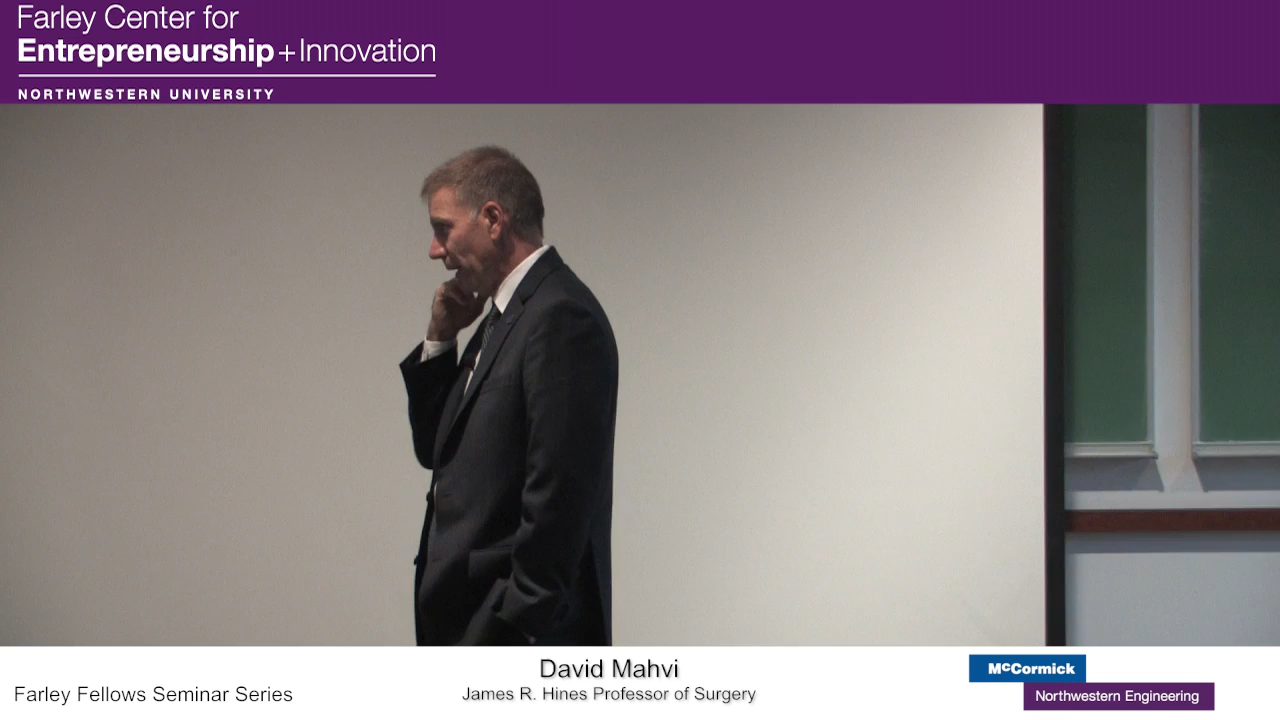 Farley Center for
Entrepreneurship+Innovation
NORTHWESTERN UNIVERSITY
David Mahvi
James R. Hines Professor of Surgery
Farley Fellows Seminar Series
McCormick
Northwestern Engineering